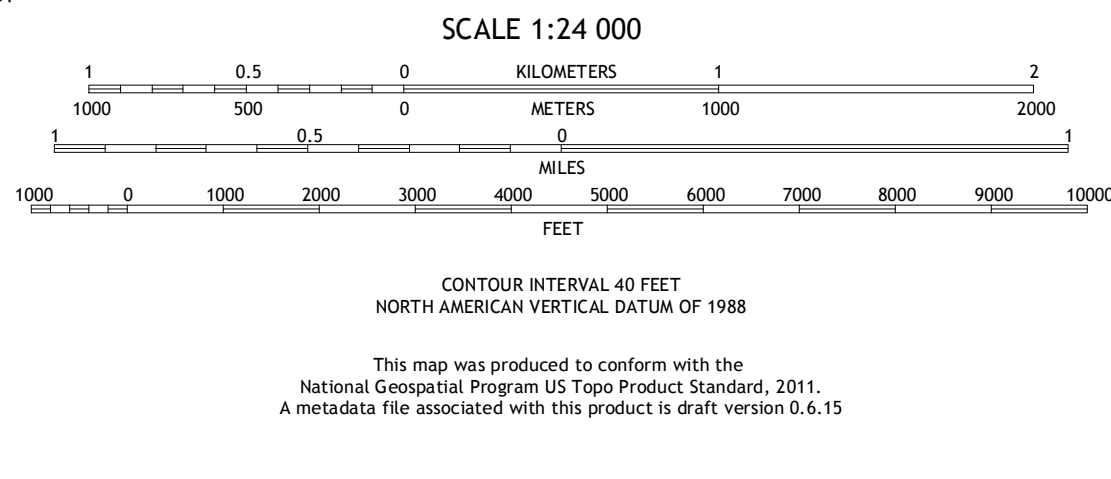 SCALE 1:24 000
1 0.5 0 KILOMETERS 1 2
1000 500 0 METERS 1000 2000
1 0.5 0 1
MILES
1000 0 1000 2000 3000 4000 5000 6000 7000 8000 9000 10000
FEET
CONTOUR INTERVAL 40 FEET
NORTH AMERICAN VERTICAL DATUM OF 1988
This map was produced to conform with the
National Geospatial Program US Topo Product Standard, 2011.
A metadata file associated with this product is draft version 0.6.15